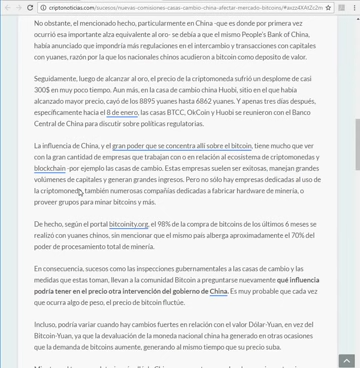 criptonoticias.com/sucesos/nuevas-comisiones-casas-cambio-china-afectar-mercado-bitcoins/
No obstante, el mencionado hecho, particularmente en China -que es donde por primera vez
ocurrió esa importante alza equivalente al oro- se debía a que el mismo People's Bank of China,
había anunciado que impondría más regulaciones en el intercambio y transacciones con capitales
con yuanes, razón por la que los nacionales chinos acudieron a bitcoin como deposito de valor.
Seguidamente, luego de alcanzar al oro, el precio de la criptomoneda sufrió un desplome de casi
300$ en muy poco tiempo. Aun más, en la casa de cambio china Huobi, sitio en el que había
alcanzado mayor precio, cayó de los 8895 yuanes hasta 6862 yuanes. Y apenas tres días después,
específicamente hacia el 8 de enero, las casas BTCC, OkCoin y Huobi se reunieron con el Banco
Central de China para discutir sobre políticas regulatorias.
La influencia de China, y el gran poder que se concentra allí sobre el bitcoin, tiene mucho que ver
con la gran cantidad de empresas que trabajan con o en relación al ecosistema de criptomonedas y
blockchain -por ejemplo las casas de cambio. Estas empresas suelen ser exitosas, manejan grandes
volúmenes de capitales y generan grandes ingresos. Pero no sólo hay empresas dedicadas al uso de
la criptomoneda, también numerosas compañías dedicadas a fabricar hardware de minería, o
proveer grupos para minar bitcoins y más.
De hecho, según el portal bitcoinity.org, el 98% de la compra de bitcoins de los últimos 6 meses se
realizó con yuanes chinos, sin mencionar que el mismo país alberga aproximadamente el 70% del
poder de procesamiento total de minería.
En consecuencia, sucesos como las inspecciones gubernamentales a las casas de cambio y las
medidas que estas toman, llevan a la comunidad Bitcoin a preguntarse nuevamente qué influencia
podría tener en el precio otra intervención del gobierno de China. Es muy probable que cada vez
que ocurra algo de peso, el precio de bitcoin fluctúe.
Incluso, podría variar cuando hay cambios fuertes en relación con el valor Dólar-Yuan, en vez del
Bitcoin-Yuan, ya que la devaluación de la moneda nacional china ha generado en otras ocasiones
que la demanda de bitcoins aumente, generando al mismo tiempo que su precio suba.